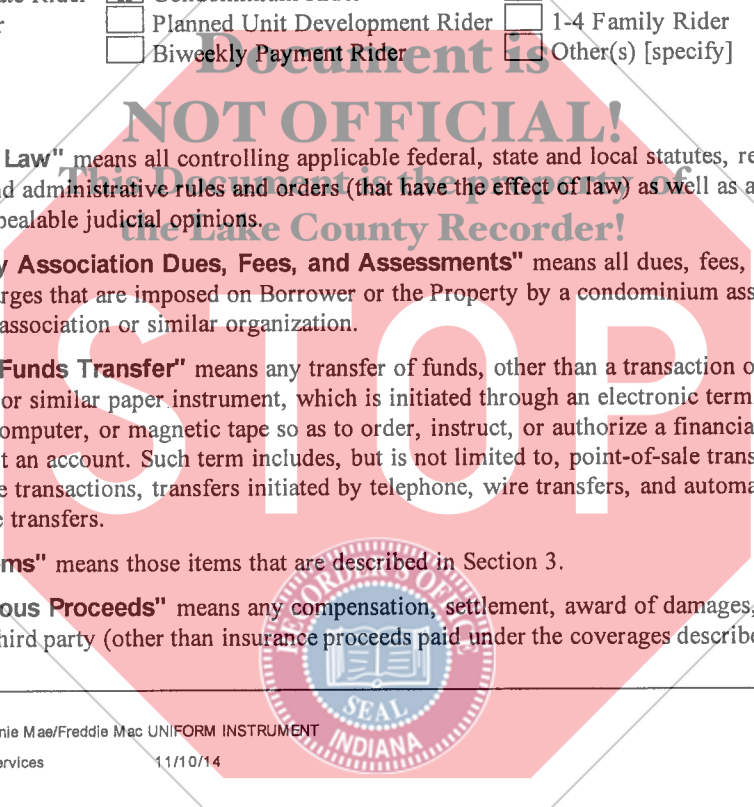 Planned Unit Development Rider 1-4 Family Rider
Biweekly Payment Rider Other(s) [specify]
Document is
NOT OFFICIAL!
This Document is the property of
the Lake County Recorder!
Law" means all controlling applicable federal, state and local statutes, re
nd administrative rules and orders (that have the effect of law) as well as a
pealable judicial opinions.
y Association Dues, Fees, and Assessments" means all dues, fees,
rges that are imposed on Borrower or the Property by a condominium ass
association or similar organization.
Funds Transfer" means any transfer of funds, other than a transaction o
or similar paper instrument, which is initiated through an electronic term
omputer, or magnetic tape so as to order, instruct, or authorize a financia
t an account. Such term includes, but is not limited to, point-of-sale trans
e transactions, transfers initiated by telephone, wire transfers, and automa
e transfers.
STOP
ms" means those items that are described in Section 3.
ous Proceeds" means any compensation, settlement, award of damages,
hird party (other than insurance proceeds paid under the coverages describe
RECORDER'S OFFICE
SEAL
INDIANA
nie Mae/Freddie Mac UNIFORM INSTRUMENT
ervices 11/10/14